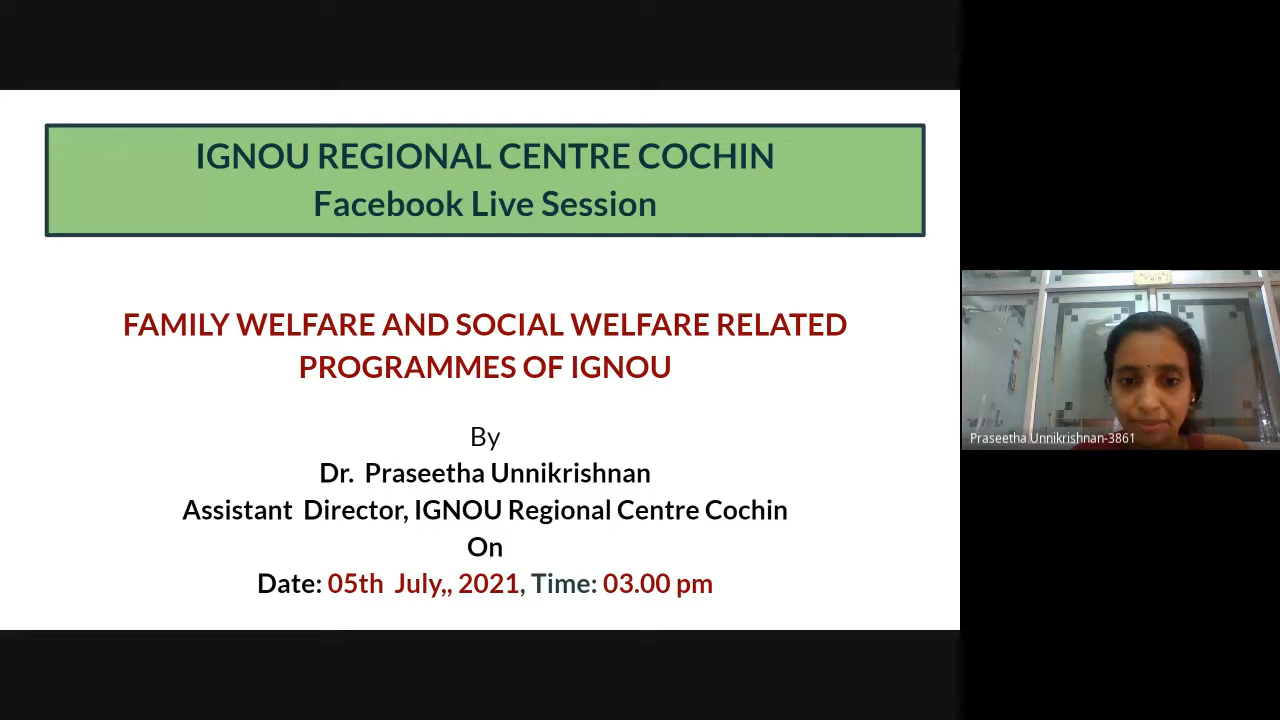 IGNOU REGIONAL CENTRE COCHIN
Facebook Live Session
FAMILY WELFARE AND SOCIAL WELFARE RELATED
PROGRAMMES OF IGNOU
By
Dr. Praseetha Unnikrishnan
Assistant Director, IGNOU Regional Centre Cochin
On
Date: 05th July,, 2021, Time: 03.00 pm
Praseetha Unnikrishnan-3861